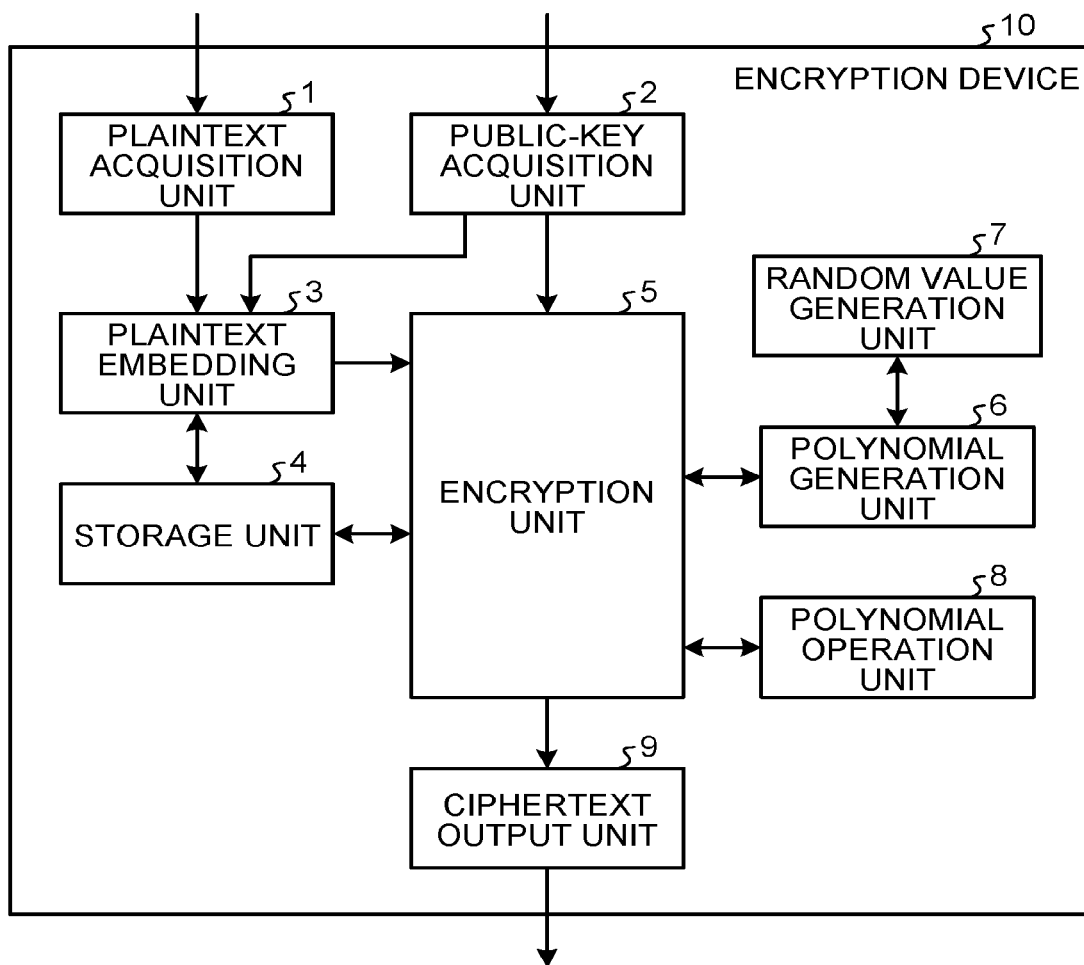 10
ENCRYPTION DEVICE
1
PLAINTEXT
ACQUISITION
UNIT
2
PUBLIC-KEY
ACQUISITION
UNIT
3
PLAINTEXT
EMBEDDING
UNIT
4
STORAGE UNIT
5
ENCRYPTION
UNIT
7
RANDOM VALUE
GENERATION
UNIT
6
POLYNOMIAL
GENERATION
UNIT
8
POLYNOMIAL
OPERATION
UNIT
9
CIPHERTEXT
OUTPUT UNIT